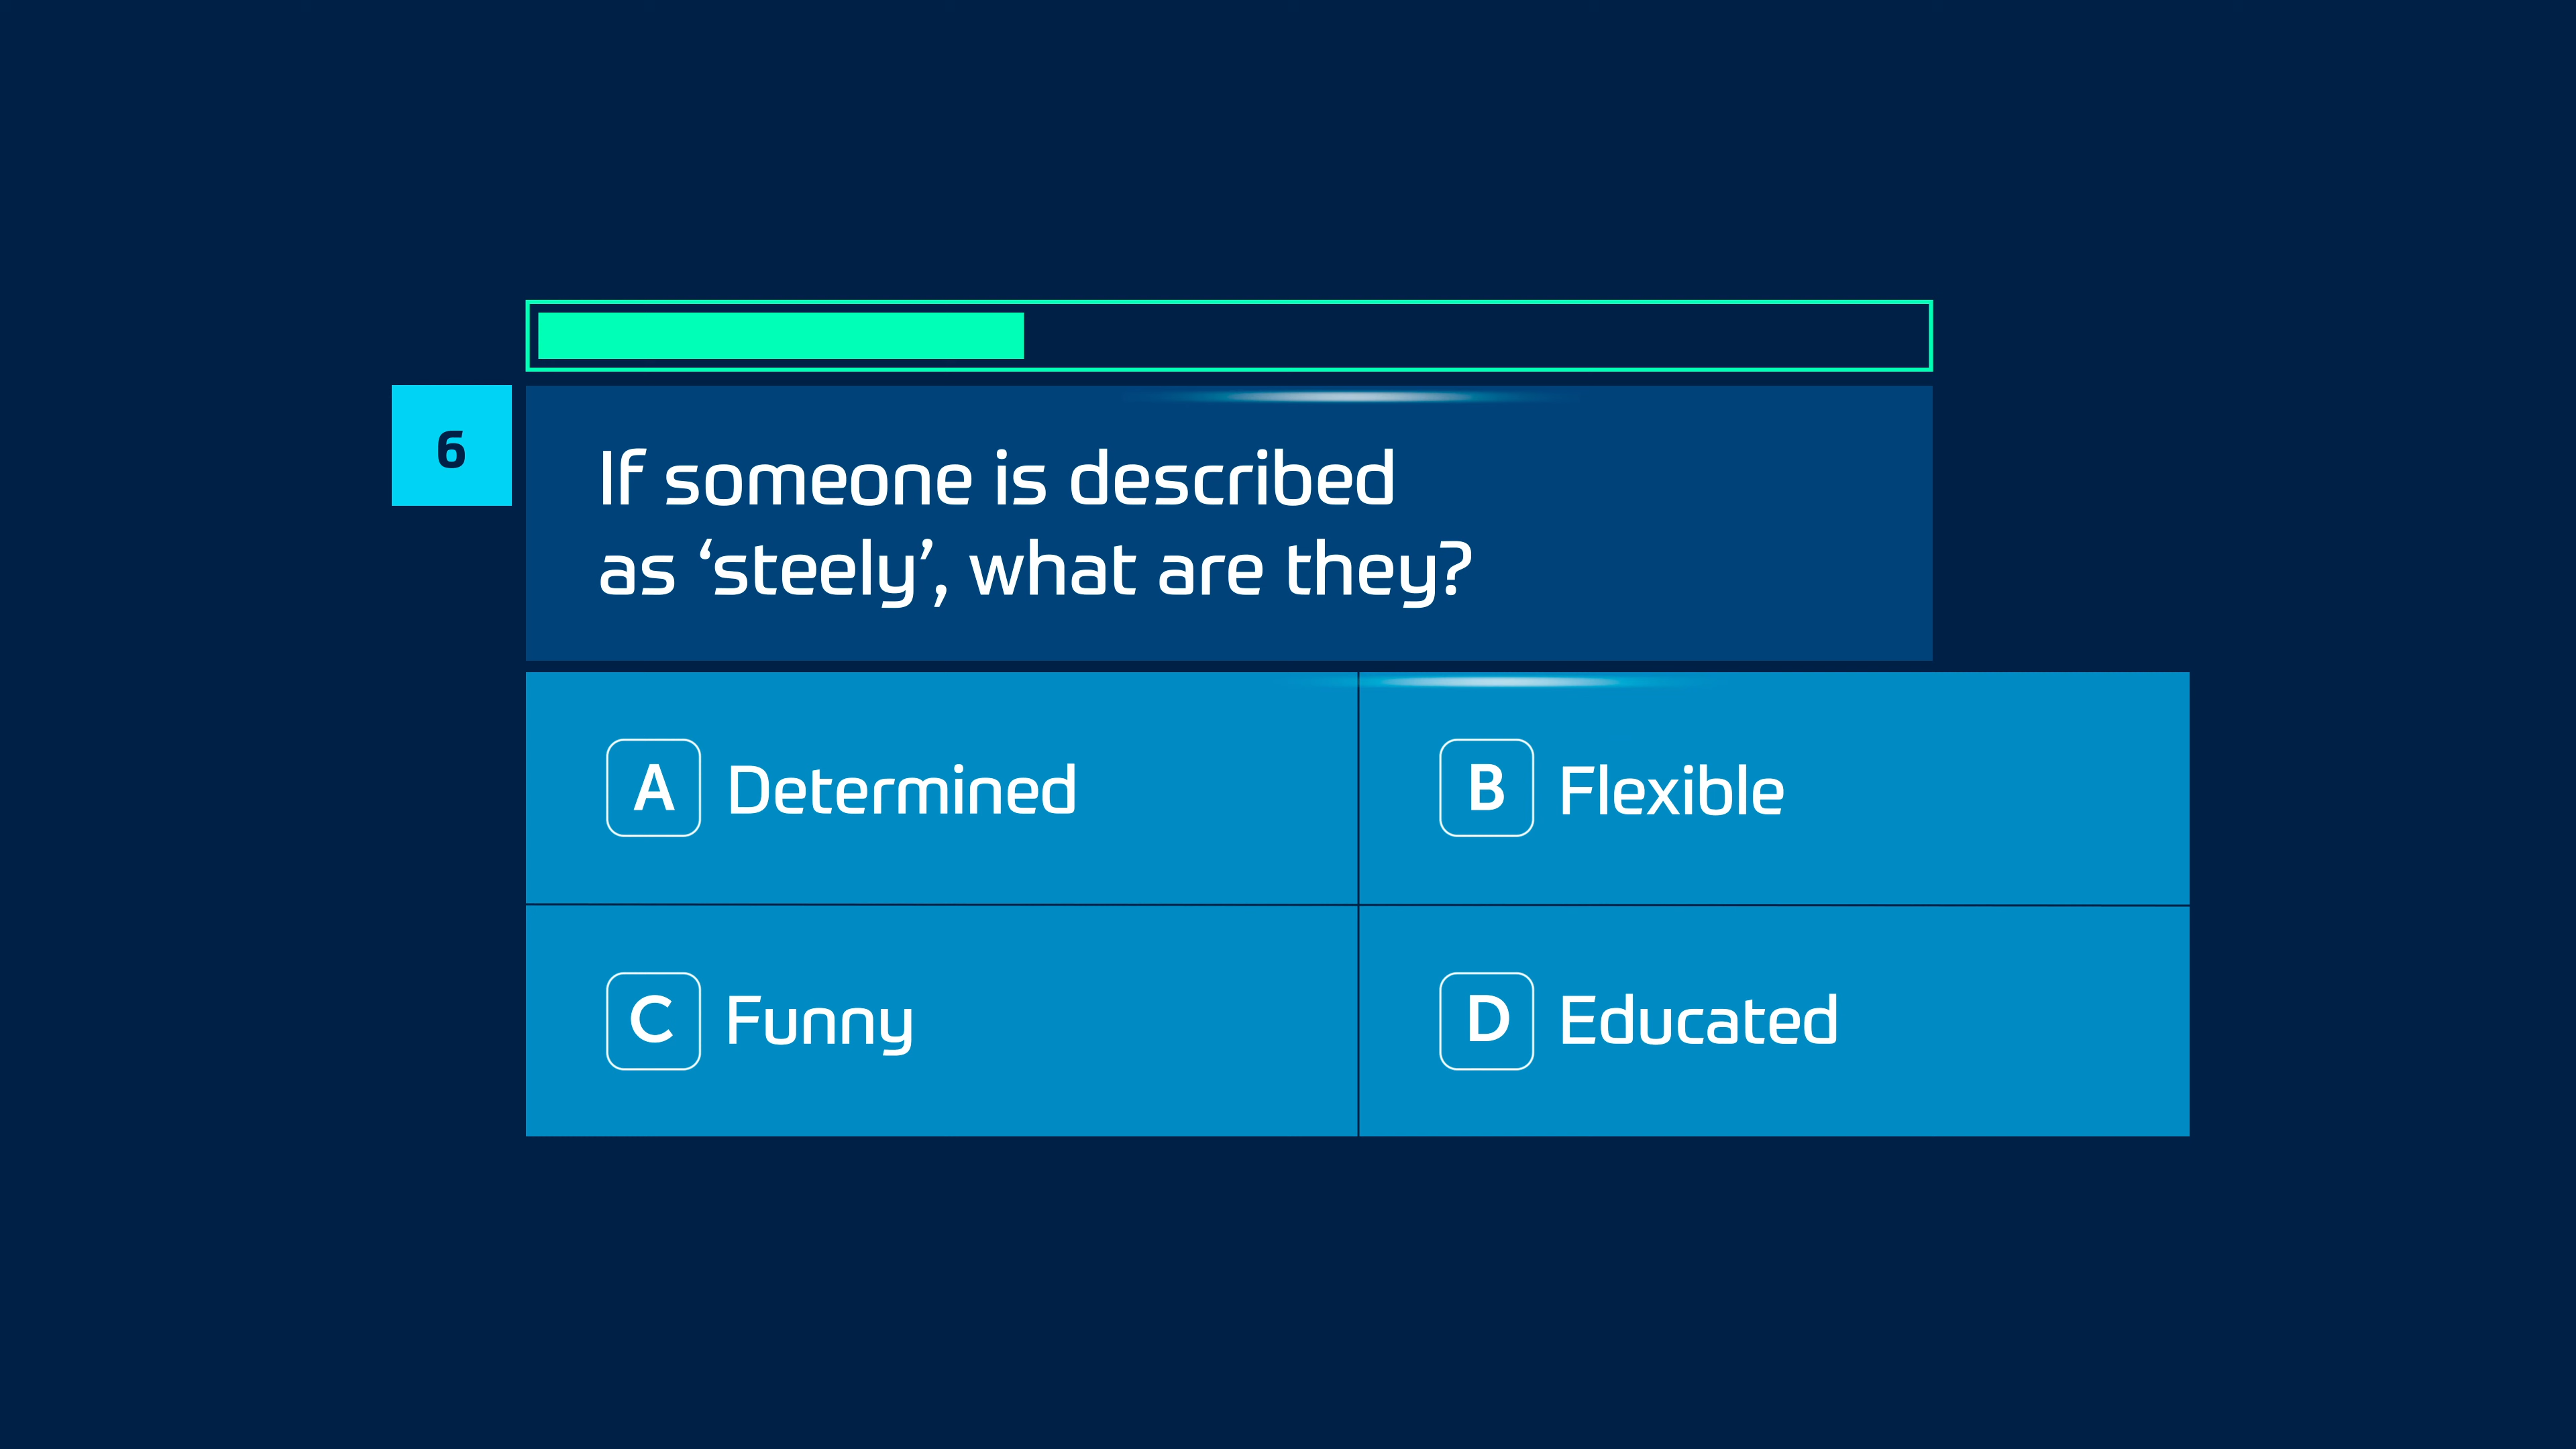 6
If someone is described
as ‘steely’, what are they?
A Determined
B Flexible
C Funny
D Educated